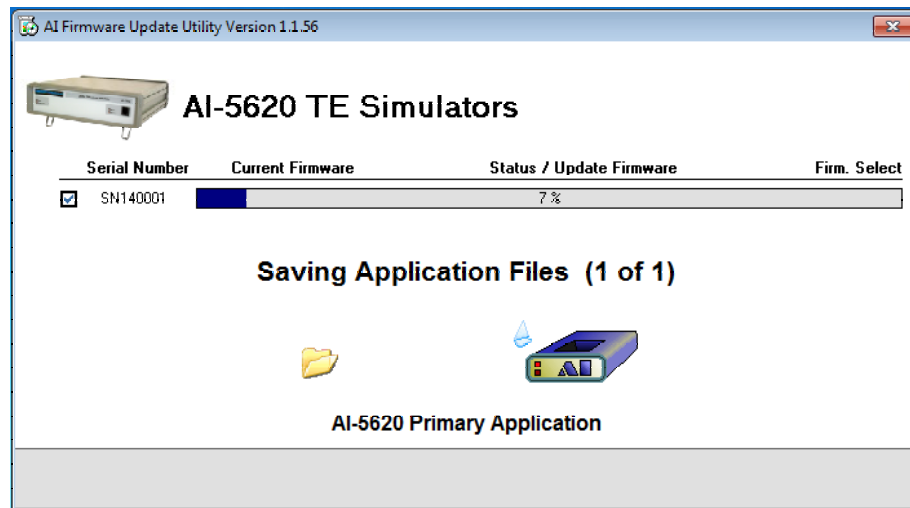 AI Firmware Update Utility Version 1.1.56
AI-5620 TE Simulators
Serial Number Current Firmware Status / Update Firmware Firm. Select
SN140001 7 %
Saving Application Files (1 of 1)
AI
AI-5620 Primary Application